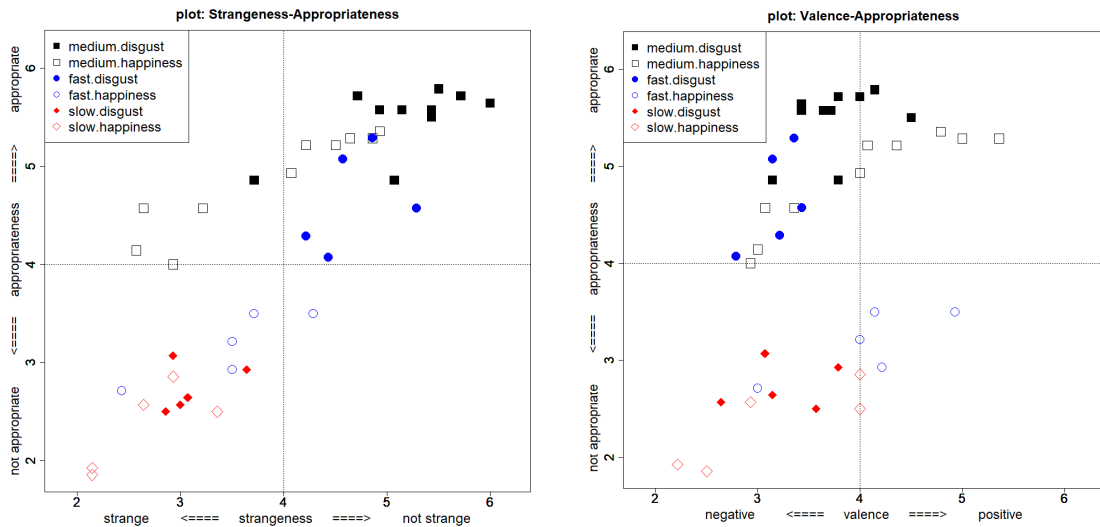 plot: Strangeness-Appropriateness
medium.disgust
medium.happiness
fast.disgust
fast.happiness
slow.disgust
slow.happiness
not appropriate <==== appropriateness ====> appropriate
6
5
4
3
2
2 3 4 5 6
strange <==== strangeness ====> not strange
plot: Valence-Appropriateness
medium.disgust
medium.happiness
fast.disgust
fast.happiness
slow.disgust
slow.happiness
not appropriate <==== appropriateness ====> appropriate
6
5
4
3
2
2 3 4 5 6
negative <==== valence ====> positive